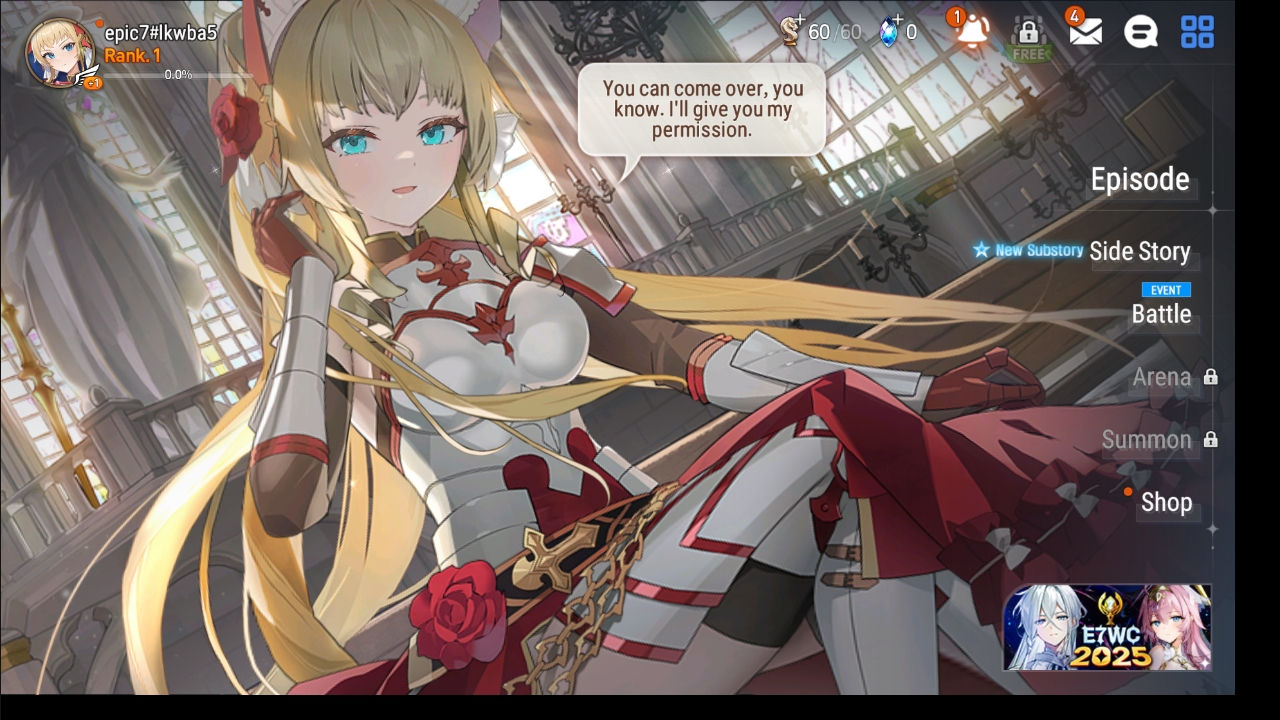 epic7#lkwba5
Rank.1
0.0%
+1
60/60
0
1
FREE
4
You can come over, you
know. I'll give you my
permission.
Episode
New Substory Side Story
EVENT
Battle
Arena
Summon
Shop
E7WC
2025